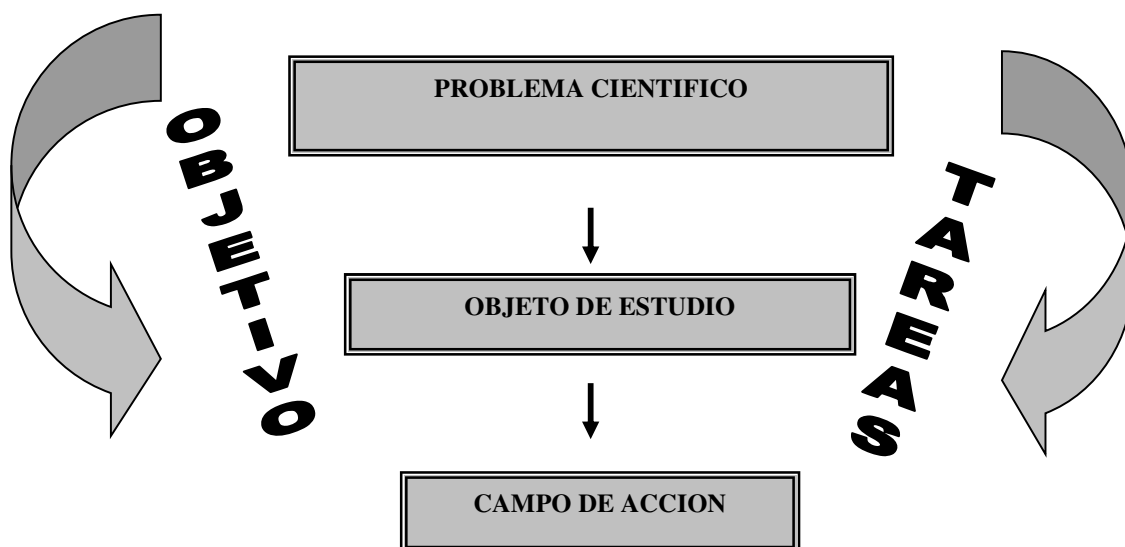 PROBLEMA CIENTIFICO
OBJETIVO
TAREAS
OBJETO DE ESTUDIO
CAMPO DE ACCION